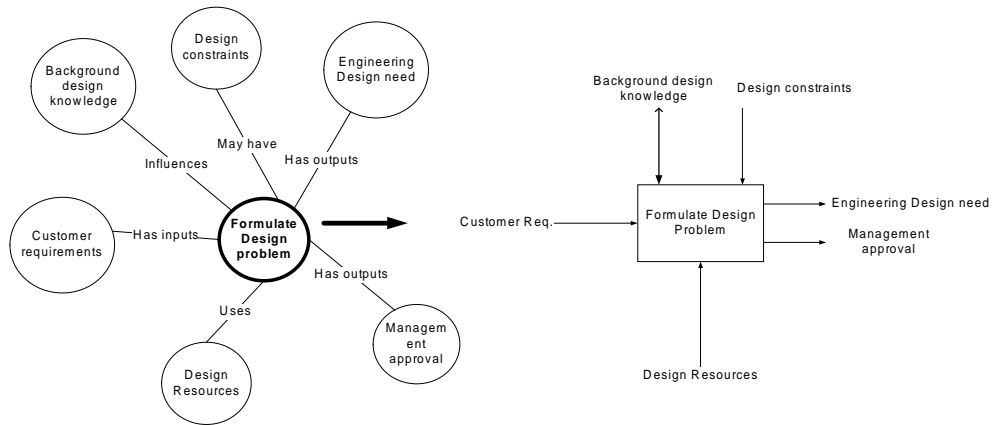 Design
constraints
Engineering
Design need
Background
design
knowledge
May have
Has outputs
Influences
Formulate
Design
problem
Customer
requirements
Has inputs
Has outputs
Uses
Managem
ent
approval
Design
Resources
Background design
knowledge
Design constraints
Customer Req.
Formulate Design
Problem
Engineering Design need
Management
approval
Design Resources